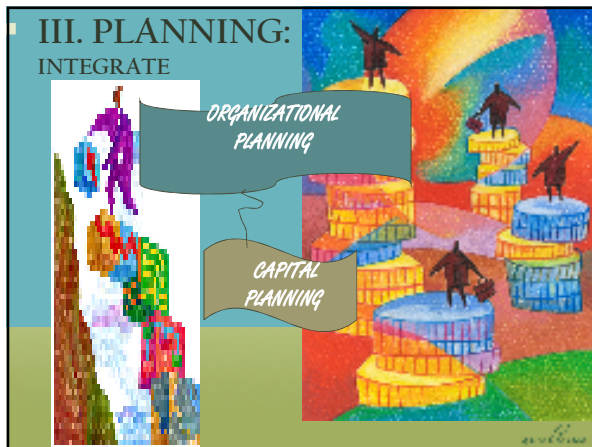 III. PLANNING:
INTEGRATE
ORGANIZATIONAL
PLANNING
CAPITAL
PLANNING